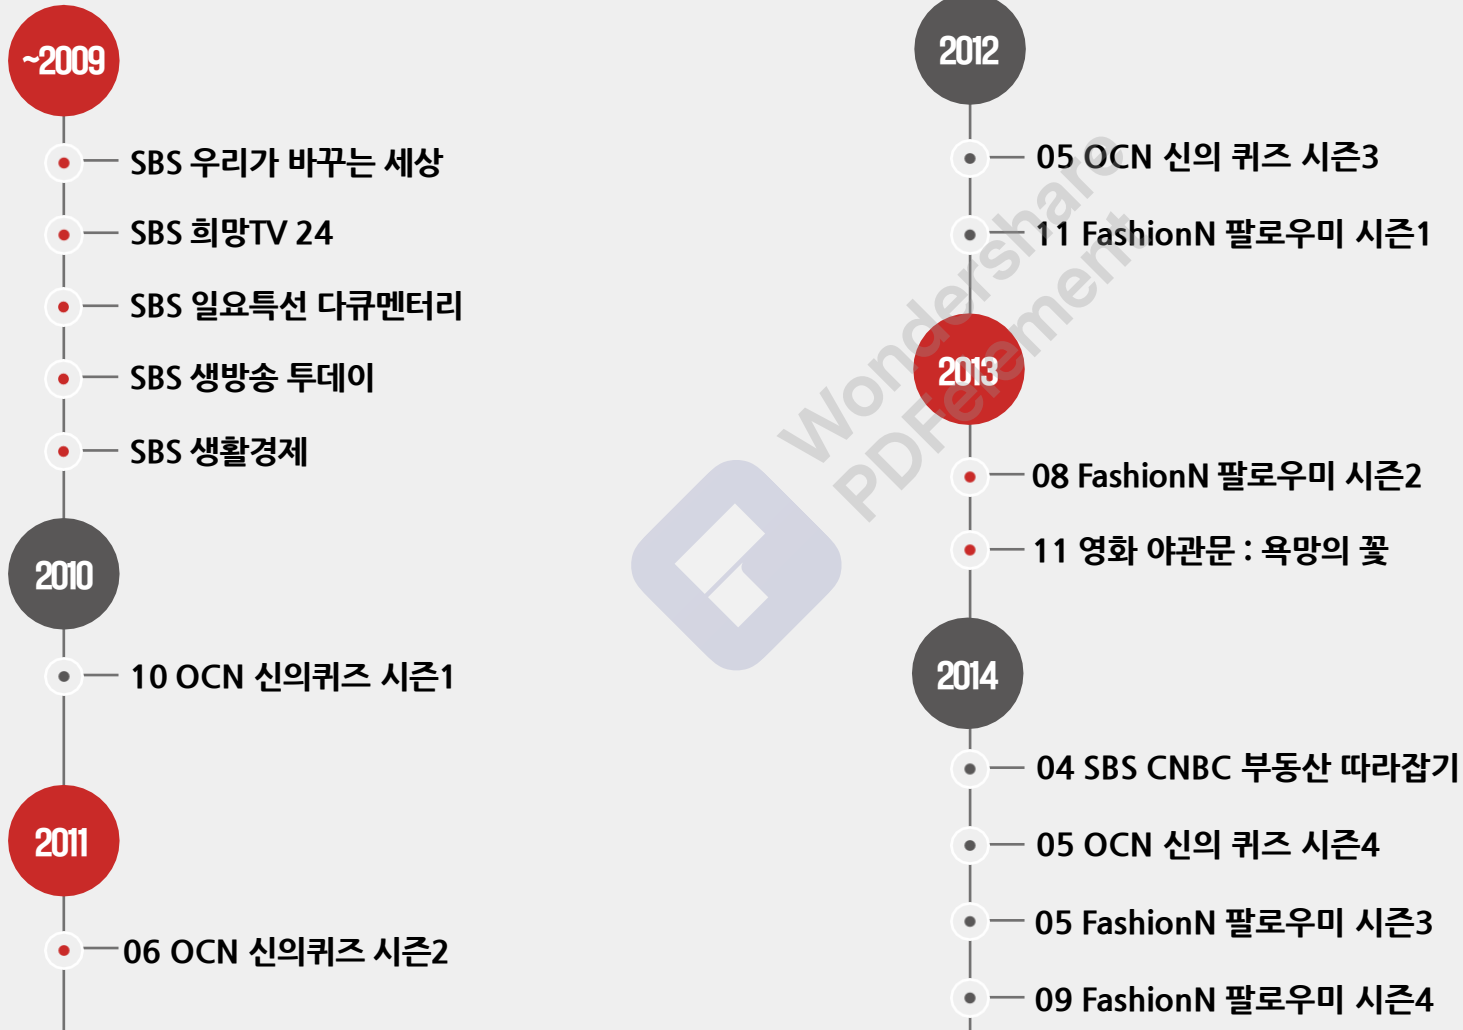 ~2009
SBS 우리가 바꾸는 세상
SBS 희망TV 24
SBS 일요특선 다큐멘터리
SBS 생방송 투데이
SBS 생활경제
2010
10 OCN 신의퀴즈 시즌1
2011
06 OCN 신의퀴즈 시즌2
2012
05 OCN 신의 퀴즈 시즌3
11 FashionN 팔로우미 시즌1
2013
08 FashionN 팔로우미 시즌2
11 영화 야관문 : 욕망의 꽃
2014
04 SBS CNBC 부동산 따라잡기
05 OCN 신의 퀴즈 시즌4
05 FashionN 팔로우미 시즌3
09 FashionN 팔로우미 시즌4
Wondershare
PDFelement